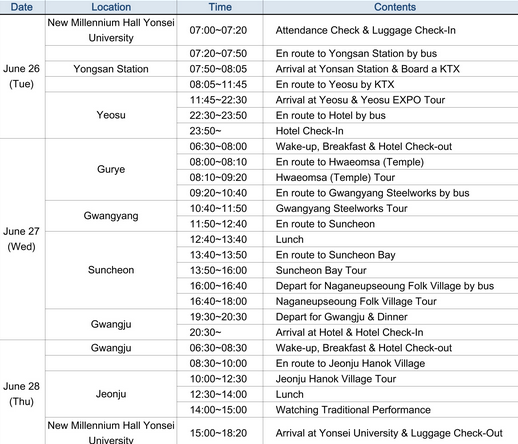 Date Location Time Contents
June 26
(Tue)
New Millennium Hall Yonsei
University
07:00~07:20 Attendance Check & Luggage Check-In
07:20~07:50 En route to Yongsan Station by bus
Yongsan Station 07:50~08:05 Arrival at Yonsan Station & Board a KTX
08:05~11:45 En route to Yeosu by KTX
Yeosu
11:45~22:30 Arrival at Yeosu & Yeosu EXPO Tour
22:30~23:50 En route to Hotel by bus
23:50~ Hotel Check-In
June 27
(Wed)
Gurye
06:30~08:00 Wake-up, Breakfast & Hotel Check-out
08:00~08:10 En route to Hwaeomsa (Temple)
08:10~09:20 Hwaeomsa (Temple) Tour
09:20~10:40 En route to Gwangyang Steelworks by bus
Gwangyang
10:40~11:50 Gwangyang Steelworks Tour
11:50~12:40 En route to Suncheon
Suncheon
12:40~13:40 Lunch
13:40~13:50 En route to Suncheon Bay
13:50~16:00 Suncheon Bay Tour
16:00~16:40 Depart for Naganeupseoung Folk Village by bus
16:40~18:00 Naganeupseoung Folk Village Tour
Gwangju
19:30~20:30 Depart for Gwangju & Dinner
20:30~ Arrival at Hotel & Hotel Check-In
June 28
(Thu)
Gwangju 06:30~08:30 Wake-up, Breakfast & Hotel Check-out
08:30~10:00 En route to Jeonju Hanok Village
Jeonju
10:00~12:30 Jeonju Hanok Village Tour
12:30~14:00 Lunch
14:00~15:00 Watching Traditional Performance
New Millennium Hall Yonsei
University
15:00~18:20 Arrival at Yonsei University & Luggage Check-Out